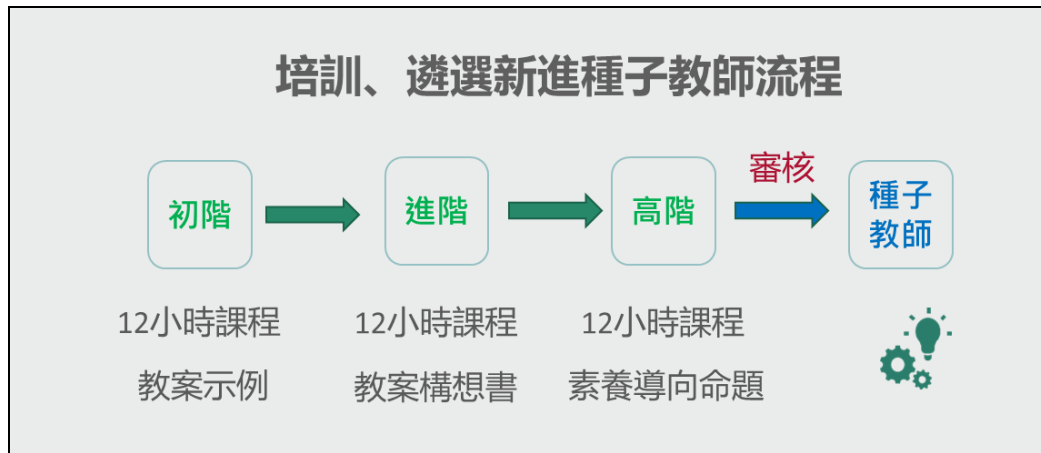 培訓、遴選新進種子教師流程
審核
初階
進階
高階
種子
教師
12小時課程
12小時課程
12小時課程
教案示例
教案構想書
素養導向命題